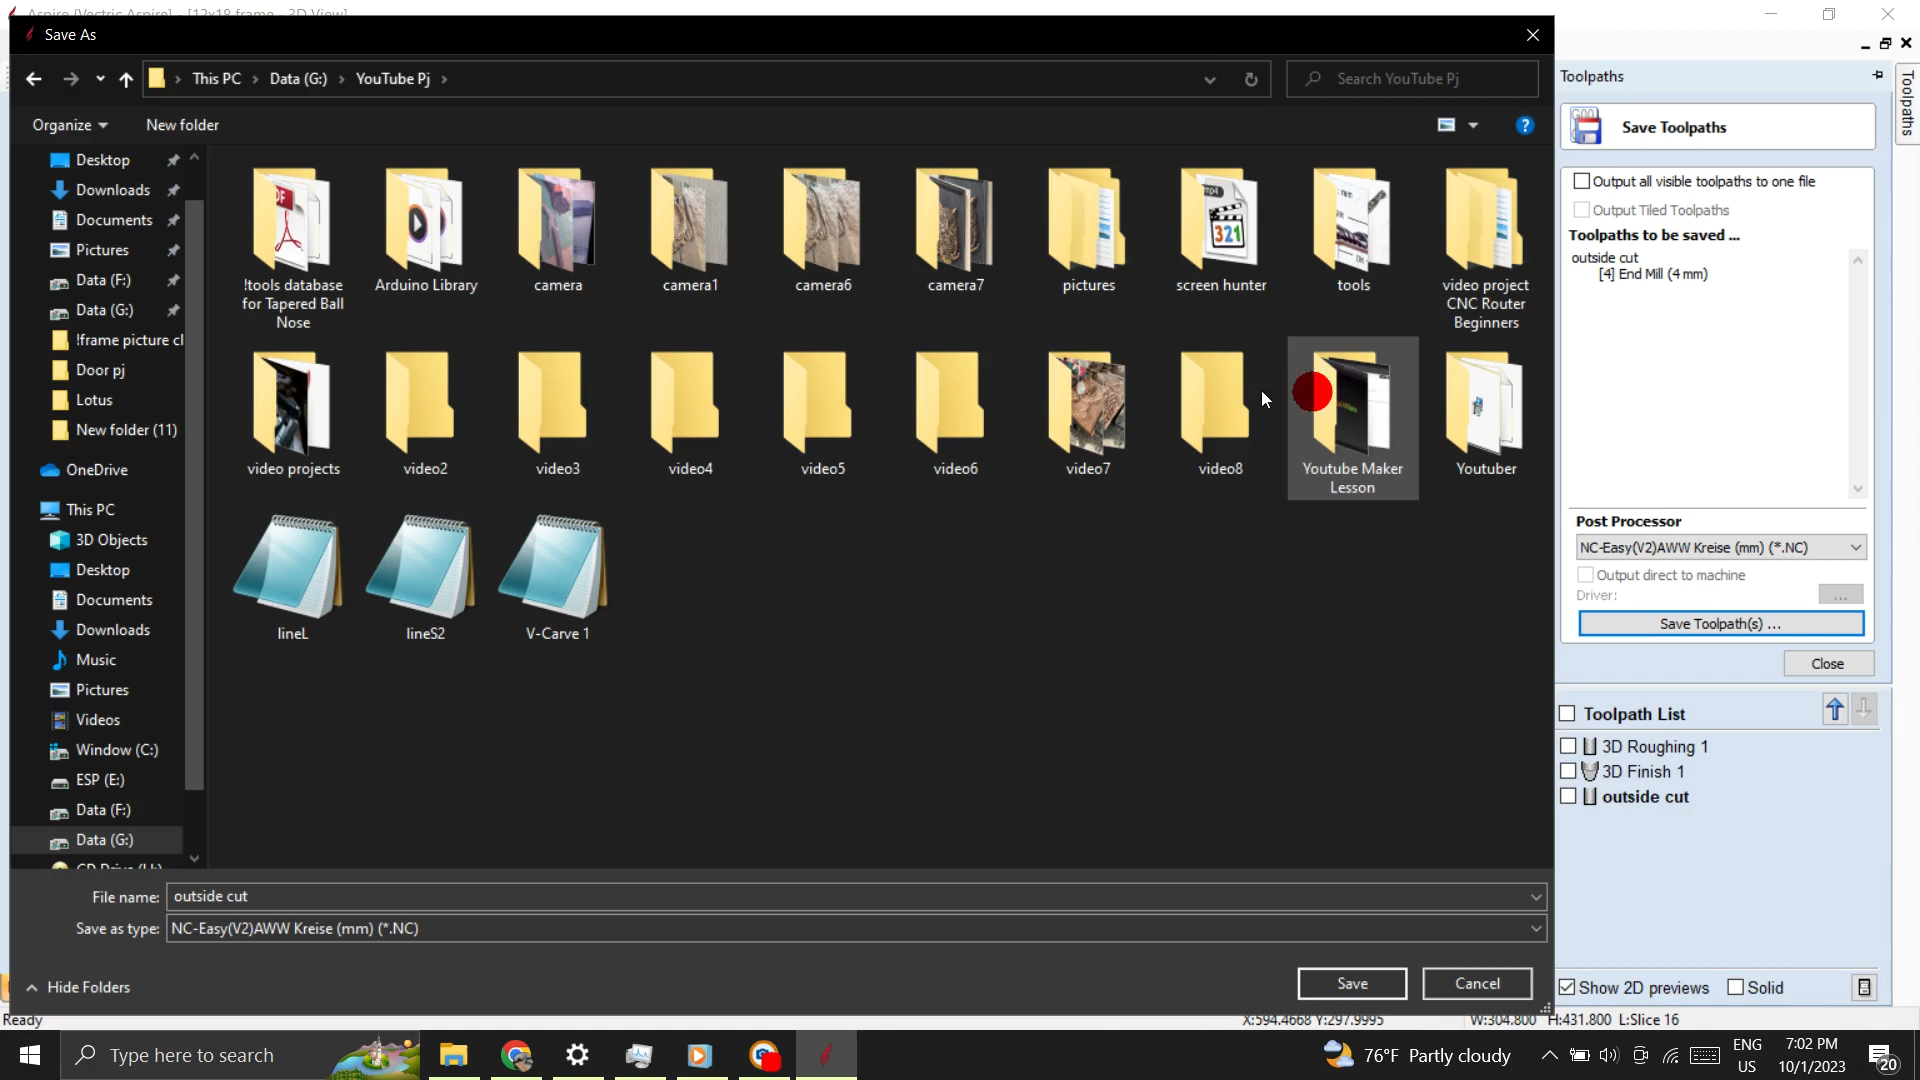 Aspire (Vectric Aspire) - [12x18 frame - 3D View]
Save As
This PC
Data (G:)
YouTube Pj
Search YouTube Pj
Organize
New folder
Desktop
Downloads
Documents
Pictures
Data (F:)
Data (G:)
!frame picture cl
Door pj
Lotus
New folder (11)
OneDrive
This PC
3D Objects
Desktop
Documents
Downloads
Music
Pictures
Videos
Window (C:)
ESP (E:)
Data (F:)
Data (G:)
!tools database
for Tapered Ball
Nose
Arduino Library
camera
camera1
camera6
camera7
pictures
screen hunter
tools
video project
CNC Router
Beginners
video projects
video2
video3
video4
video5
video6
video7
video8
Youtube Maker
Lesson
Youtuber
lineL
lineS2
V-Carve 1
File name: outside cut
Save as type: NC-Easy(V2)AWW Kreise (mm) (*.NC)
Hide Folders
Save
Cancel
Toolpaths
Toolpaths
Save Toolpaths
Output all visible toolpaths to one file
Output Tiled Toolpaths
Toolpaths to be saved ...
outside cut
[4] End Mill (4 mm)
Post Processor
NC-Easy(V2)AWW Kreise (mm) (*.NC)
Output direct to machine
Driver:
...
Save Toolpath(s) ...
Close
Toolpath List
3D Roughing 1
3D Finish 1
outside cut
Show 2D previews
Solid
Ready
X:594.4668 Y:297.9995
W:304.800 H:431.800 L:Slice 16
Type here to search
76°F Partly cloudy
ENG
US
7:02 PM
10/1/2023
20